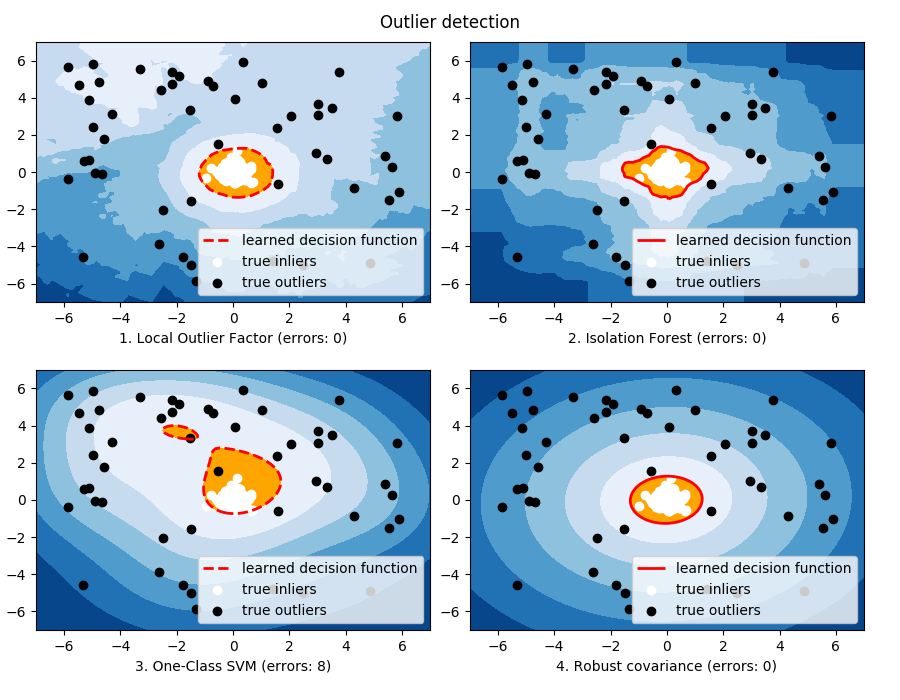 Outlier detection
6
4
2
0
−2
−4
−6
learned decision function
true inliers
true outliers
−6 −4 −2 0 2 4 6
1. Local Outlier Factor (errors: 0)
6
4
2
0
−2
−4
−6
learned decision function
true inliers
true outliers
−6 −4 −2 0 2 4 6
2. Isolation Forest (errors: 0)
6
4
2
0
−2
−4
−6
learned decision function
true inliers
true outliers
−6 −4 −2 0 2 4 6
3. One-Class SVM (errors: 8)
6
4
2
0
−2
−4
−6
learned decision function
true inliers
true outliers
−6 −4 −2 0 2 4 6
4. Robust covariance (errors: 0)